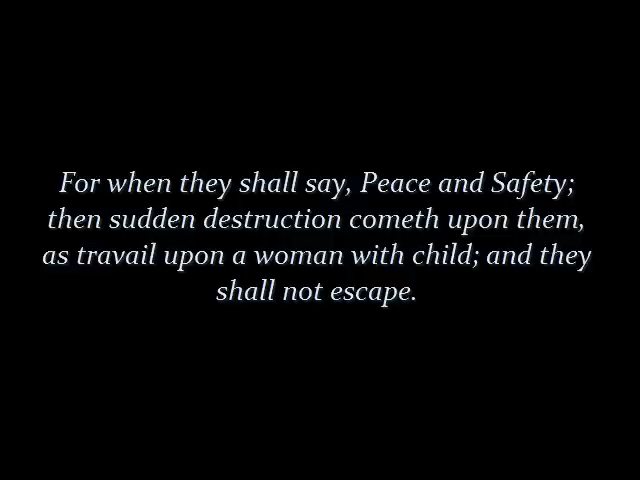 For when they shall say, Peace and Safety;
then sudden destruction cometh upon them,
as travail upon a woman with child; and they
shall not escape.